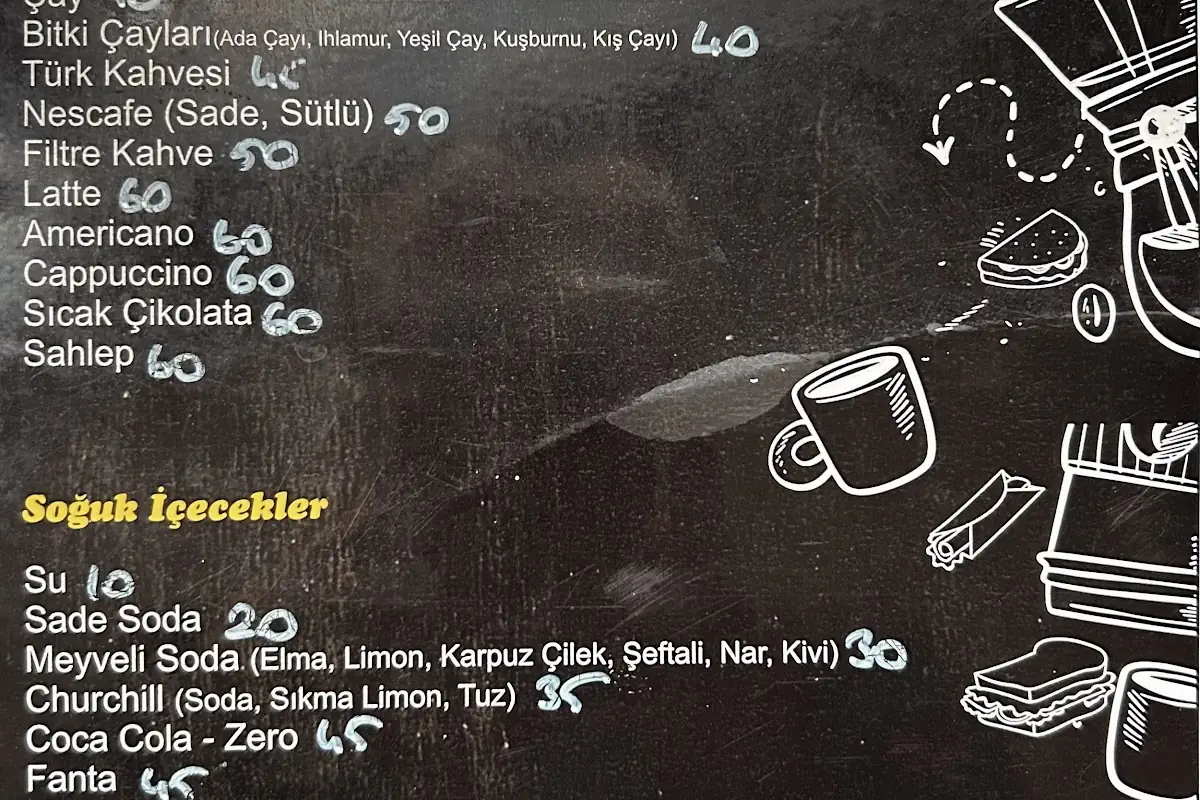 Çay
Bitki Çayları(Ada Çayı, Ihlamur, Yeşil Çay, Kuşburnu, Kış Çayı) 40
Türk Kahvesi
Nescafe (Sade, Sütlü) 50
Filtre Kahve 50
Latte 60
Americano 60
Cappuccino 60
Sıcak Çikolata 60
Sahlep 60
Soğuk İçecekler
Su 10
Sade Soda 20
Meyveli Soda (Elma, Limon, Karpuz Çilek, Şeftali, Nar, Kivi) 30
Churchill (Soda, Sıkma Limon, Tuz) 35
Coca Cola - Zero 45
Fanta 45